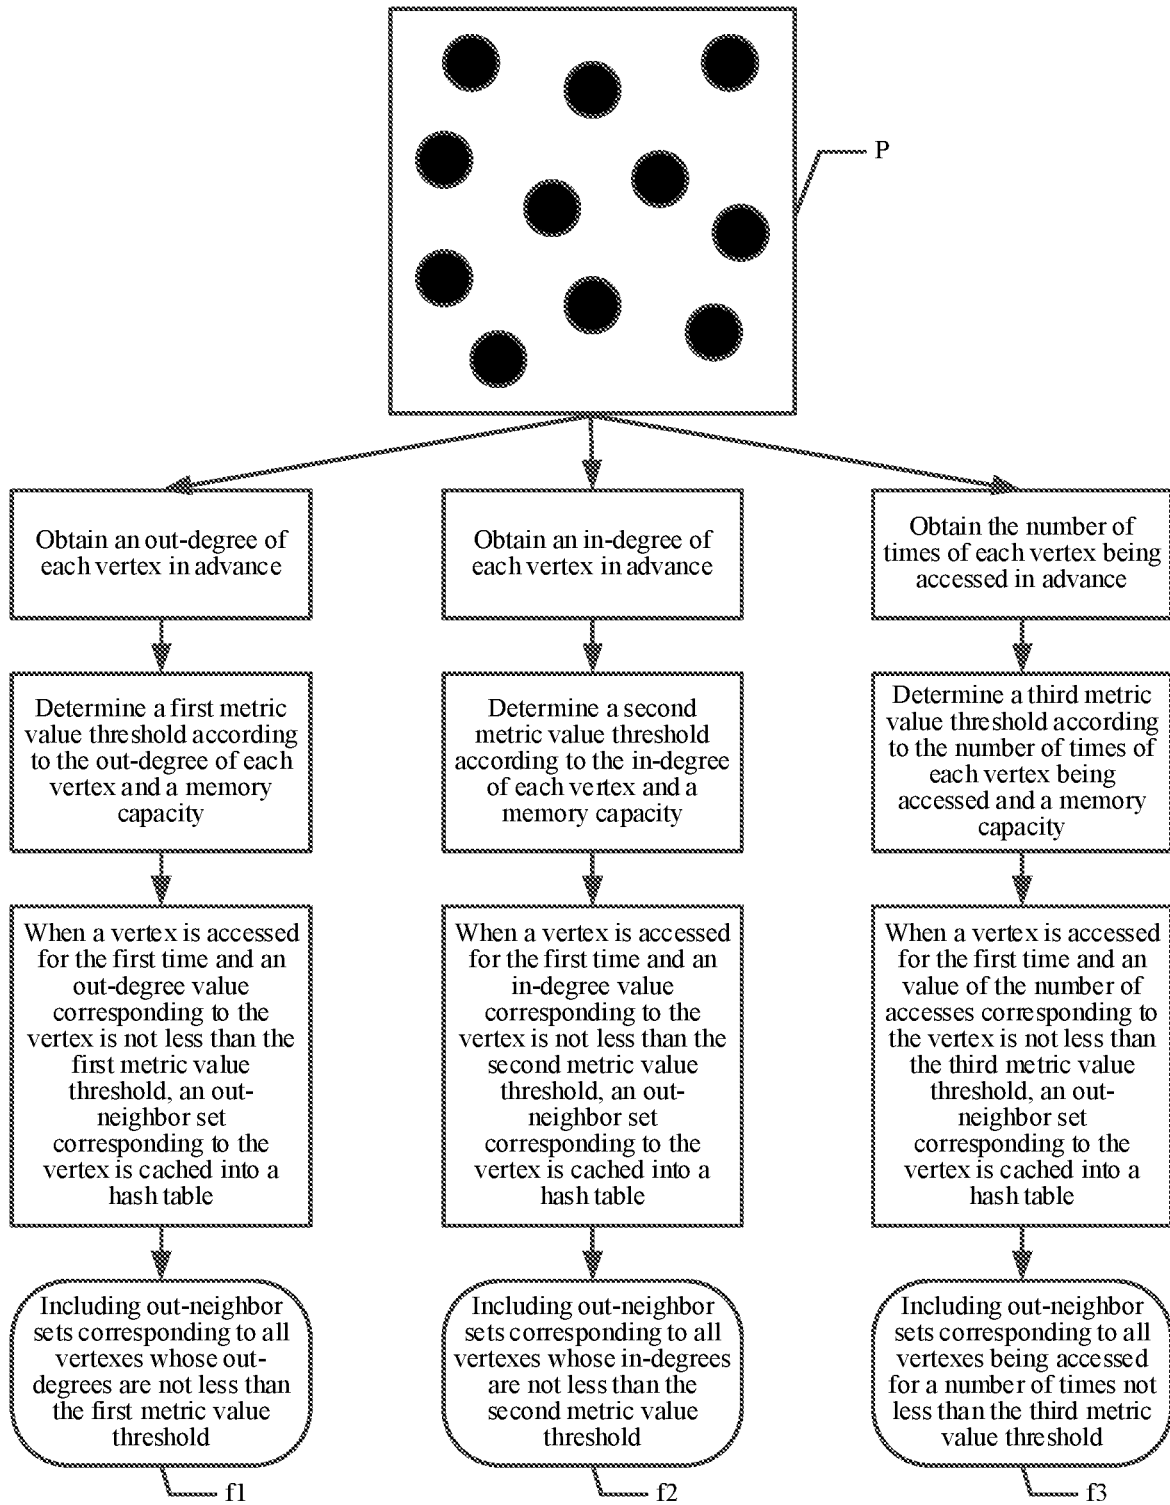 P
Obtain an out-degree of
each vertex in advance
Obtain an in-degree of
each vertex in advance
Obtain the number of
times of each vertex being
accessed in advance
Determine a first metric
value threshold according
to the out-degree of each
vertex and a memory
capacity
Determine a second
metric value threshold
according to the in-degree
of each vertex and a
memory capacity
Determine a third metric
value threshold according
to the number of times of
each vertex being
accessed and a memory
capacity
When a vertex is accessed
for the first time and an
out-degree value
corresponding to the
vertex is not less than the
first metric value
threshold, an out-
neighbor set
corresponding to the
vertex is cached into a
hash table
When a vertex is accessed
for the first time and an
in-degree value
corresponding to the
vertex is not less than the
second metric value
threshold, an out-
neighbor set
corresponding to the
vertex is cached into a
hash table
When a vertex is accessed
for the first time and an
value of the number of
accesses corresponding to
the vertex is not less than
the third metric value
threshold, an out-
neighbor set
corresponding to the
vertex is cached into a
hash table
Including out-neighbor
sets corresponding to all
vertexes whose out-
degrees are not less than
the first metric value
threshold
Including out-neighbor
sets corresponding to all
vertexes whose in-degrees
are not less than the
second metric value
threshold
Including out-neighbor
sets corresponding to all
vertexes being accessed
for a number of times not
less than the third metric
value threshold
f1
f2
f3